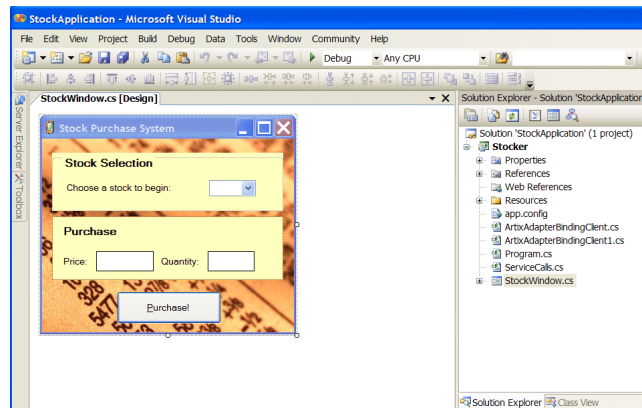 StockApplication - Microsoft Visual Studio
File Edit View Project Build Debug Data Tools Window Community Help
Debug Any CPU
Server Explorer
Toolbox
StockWindow.cs [Design]
Stock Purchase System
Stock Selection
Choose a stock to begin:
Purchase
Price: Quantity:
Purchase!
Solution Explorer - Solution 'StockApplication
Solution 'StockApplication' (1 project)
Stocker
Properties
References
Web References
Resources
app.config
ArtixAdapterBindingClient.cs
ArtixAdapterBindingClient1.cs
Program.cs
ServiceCalls.cs
StockWindow.cs
Solution Explorer Class View